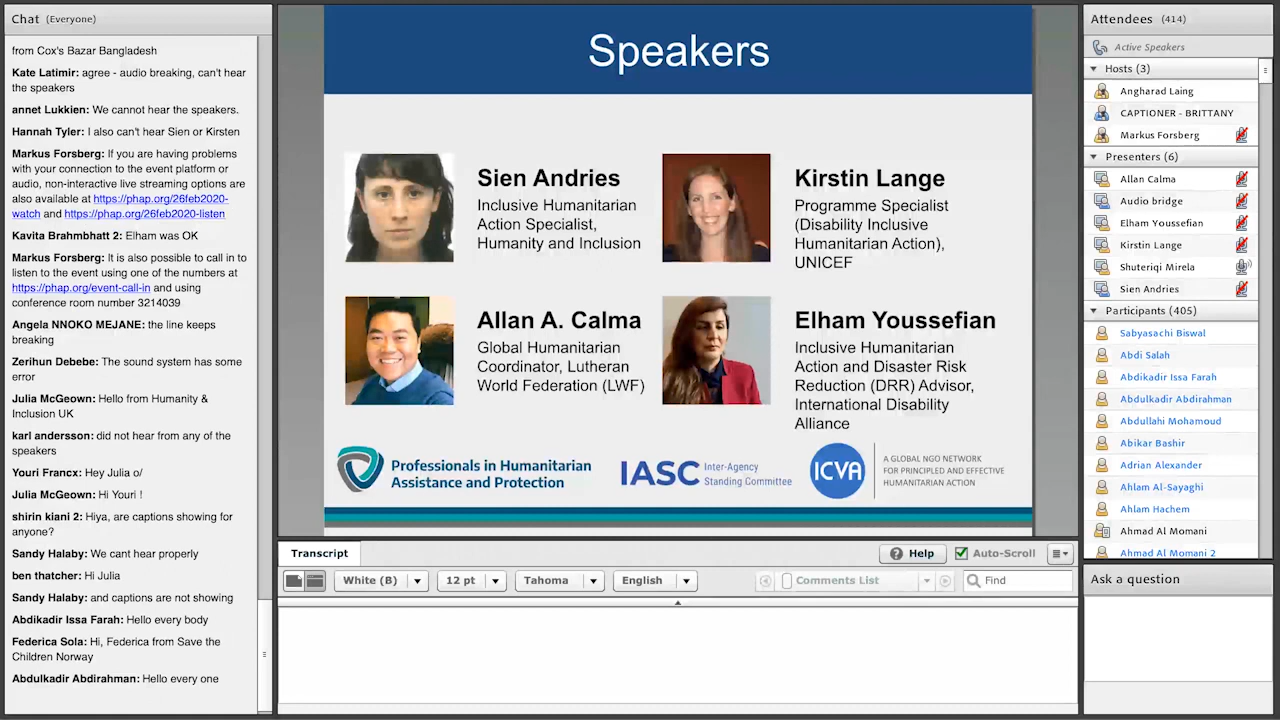 Chat (Everyone)
from Cox's Bazar Bangladesh
Kate Latimir: agree - audio breaking, can't hear
the speakers
annet Lukkien: We cannot hear the speakers.
Hannah Tyler: I also can't hear Sien or Kirsten
Markus Forsberg: If you are having problems
with your connection to the event platform or
audio, non-interactive live streaming options are
also available at https://phap.org/26feb2020-
watch and https://phap.org/26feb2020-listen
Kavita Brahmbhatt 2: Elham was OK
Markus Forsberg: It is also possible to call in to
listen to the event using one of the numbers at
https://phap.org/event-call-in and using
conference room number 3214039
Angela NNOKO MEJANE: the line keeps
breaking
Zerihun Debebe: The sound system has some
error
Julia McGeown: Hello from Humanity &
Inclusion UK
karl andersson: did not hear from any of the
speakers
Youri Francx: Hey Julia o/
Julia McGeown: Hi Youri !
shirin kiani 2: Hiya, are captions showing for
anyone?
Sandy Halaby: We cant hear properly
ben thatcher: Hi Julia
Sandy Halaby: and captions are not showing
Abdikadir Issa Farah: Hello every body
Federica Sola: Hi, Federica from Save the
Children Norway
Abdulkadir Abdirahman: Hello every one
Speakers
Sien Andries
Inclusive Humanitarian
Action Specialist,
Humanity and Inclusion
Kirstin Lange
Programme Specialist
(Disability Inclusive
Humanitarian Action),
UNICEF
Allan A. Calma
Global Humanitarian
Coordinator, Lutheran
World Federation (LWF)
Elham Youssefian
Inclusive Humanitarian
Action and Disaster Risk
Reduction (DRR) Advisor,
International Disability
Alliance
Professionals in Humanitarian
Assistance and Protection
IASC Inter-Agency
Standing Committee
ICVA
A GLOBAL NGO NETWORK
FOR PRINCIPLED AND EFFECTIVE
HUMANITARIAN ACTION
Transcript
Help
Auto-Scroll
White (B)
12 pt
Tahoma
English
Comments List
Find
Attendees (414)
Active Speakers
Hosts (3)
Angharad Laing
CAPTIONER - BRITTANY
Markus Forsberg
Presenters (6)
Allan Calma
Audio bridge
Elham Youssefian
Kirstin Lange
Shuteriqi Mirela
Sien Andries
Participants (405)
Sabyasachi Biswal
Abdi Salah
Abdikadir Issa Farah
Abdulkadir Abdirahman
Abdullahi Mohamoud
Abikar Bashir
Adrian Alexander
Ahlam Al-Sayaghi
Ahlam Hachem
Ahmad Al Momani
Ahmad Al Momani 2
Ask a question